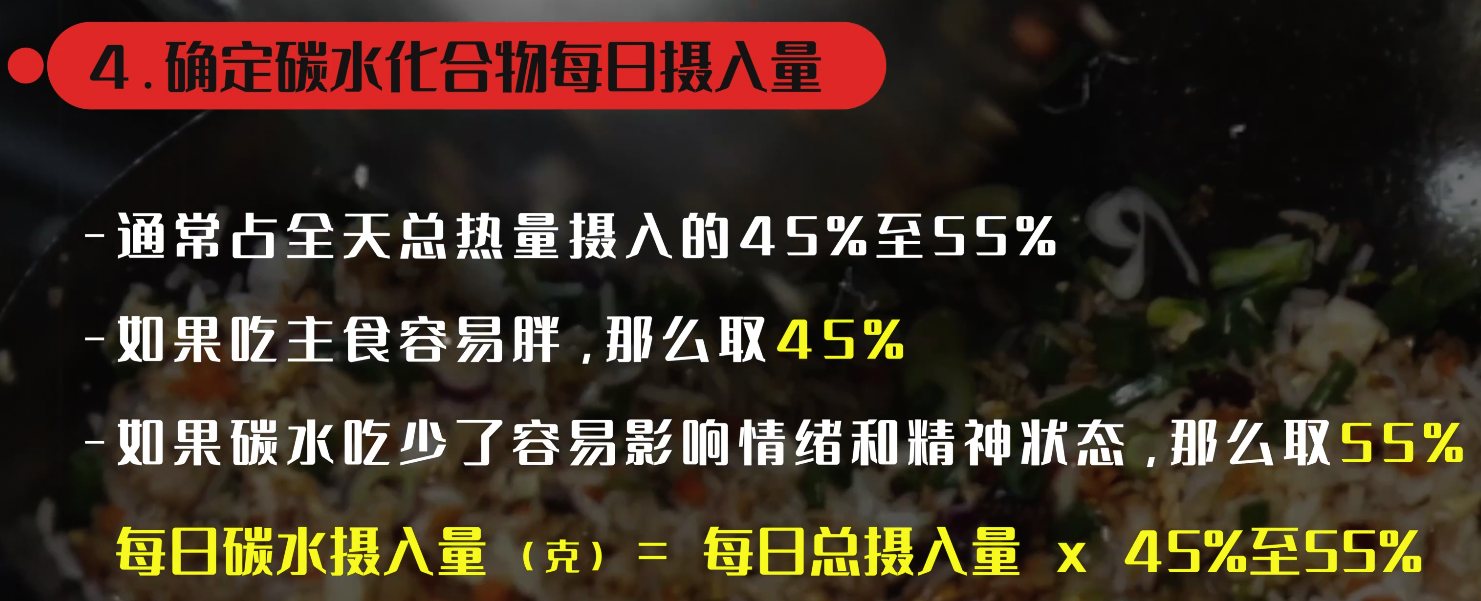 4.确定碳水化合物每日摄入量
-通常占全天总热量摄入的45%至55%
-如果吃主食容易胖,那么取45%
-如果碳水吃少了容易影响情绪和精神状态,那么取55%
每日碳水摄入量(克)= 每日总摄入量 x 45%至55%